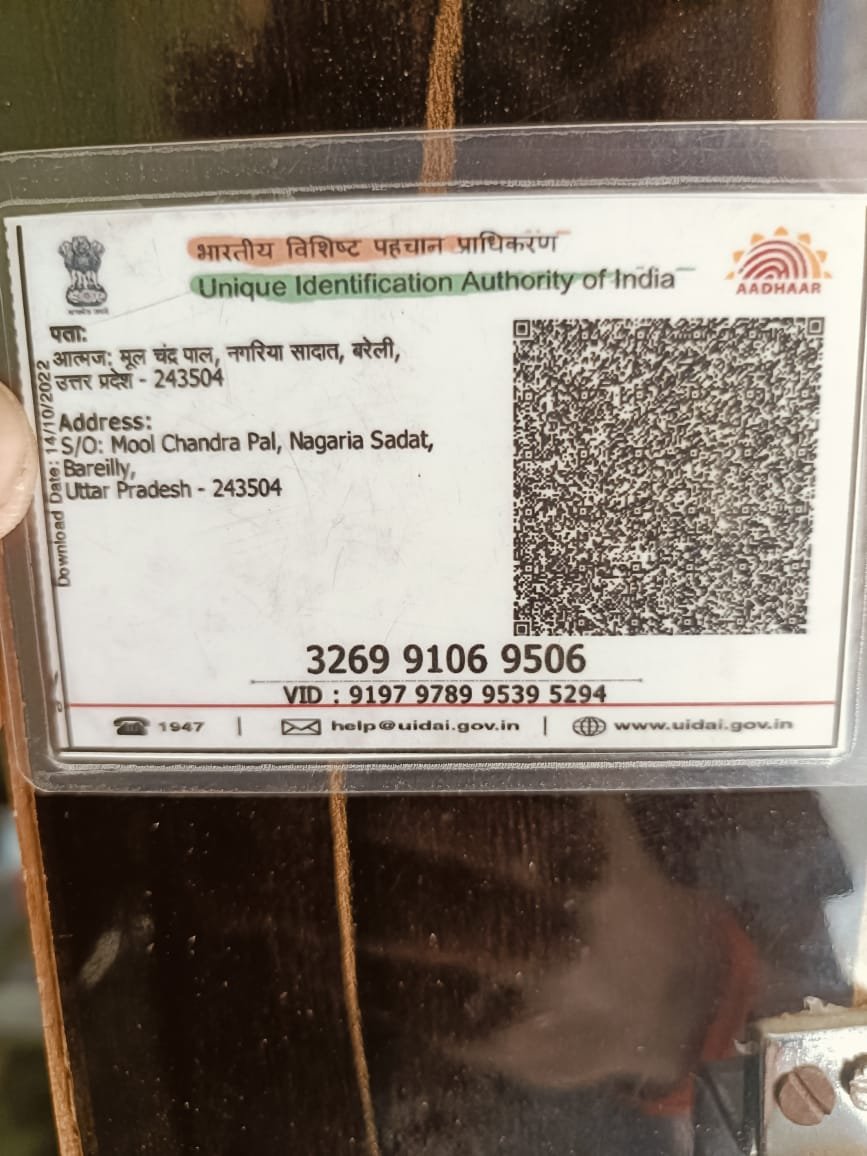 भारतीय विशिष्ट पहचान प्राधिकरण
Unique Identification Authority of India
AADHAAR
पता:
आत्मज: मूल चंद्र पाल, नगरिया सादात, बरेली,
उत्तर प्रदेश - 243504
Address:
S/O: Mool Chandra Pal, Nagaria Sadat,
Bareilly,
Uttar Pradesh - 243504
Download Date: 14/10/2022
3269 9106 9506
VID : 9197 9789 9539 5294
1947 | help@uidai.gov.in | www.uidai.gov.in